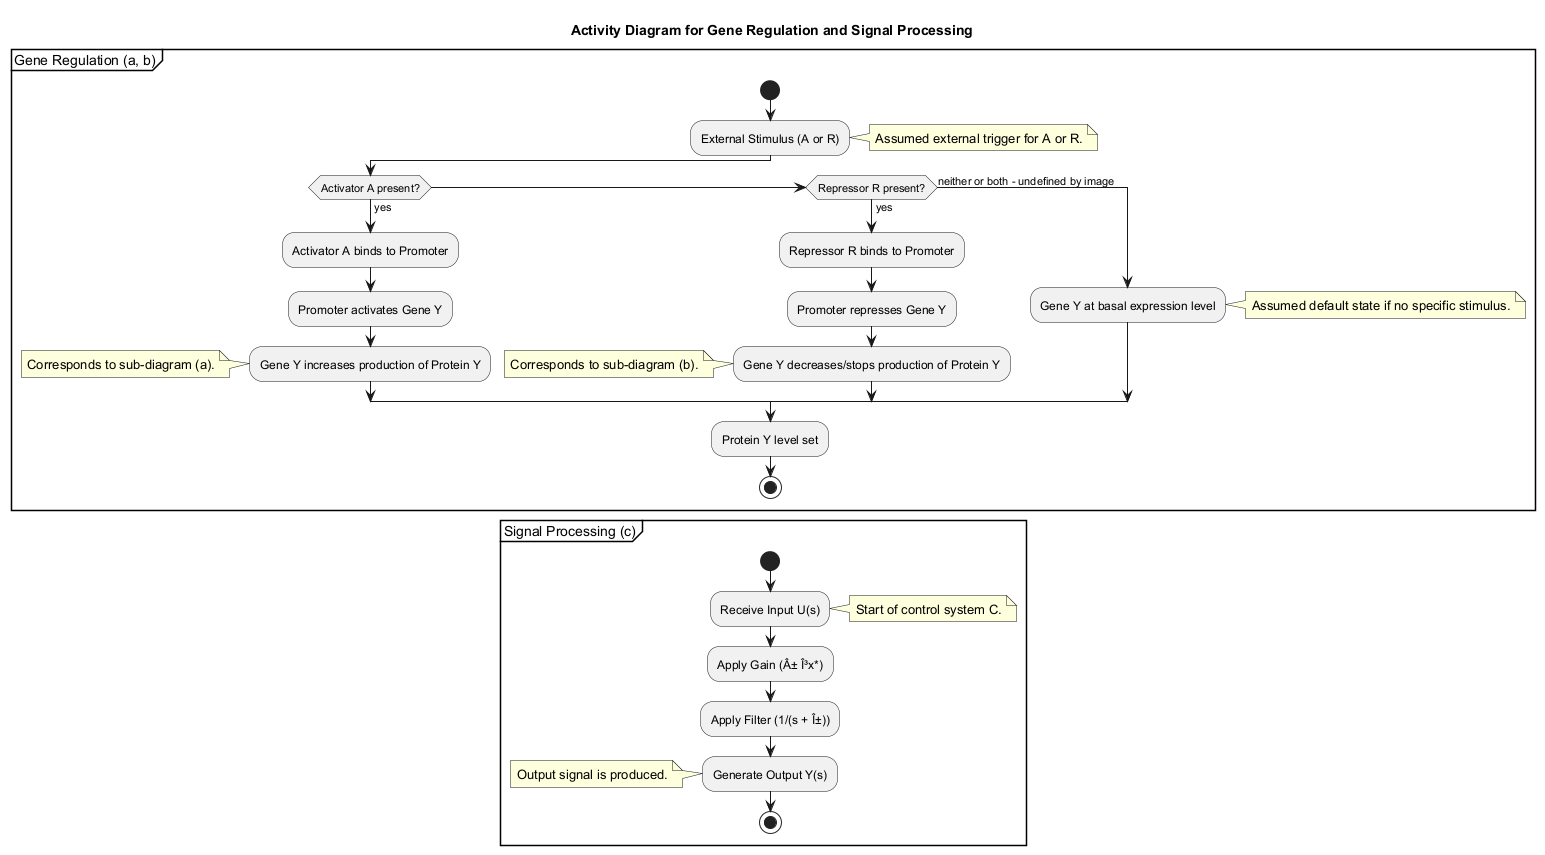 Activity Diagram for Gene Regulation and Signal Processing
Gene Regulation (a, b)
External Stimulus (A or R)
Assumed external trigger for A or R.
Activator A present?
Repressor R present?
neither or both - undefined by image
yes
yes
Activator A binds to Promoter
Repressor R binds to Promoter
Promoter activates Gene Y
Promoter represses Gene Y
Gene Y at basal expression level
Assumed default state if no specific stimulus.
Corresponds to sub-diagram (a).
Gene Y increases production of Protein Y
Corresponds to sub-diagram (b).
Gene Y decreases/stops production of Protein Y
Protein Y level set
Signal Processing (c)
Receive Input U(s)
Start of control system C.
Apply Gain (Â± Î³x*)
Apply Filter (1/(s + Î±))
Output signal is produced.
Generate Output Y(s)